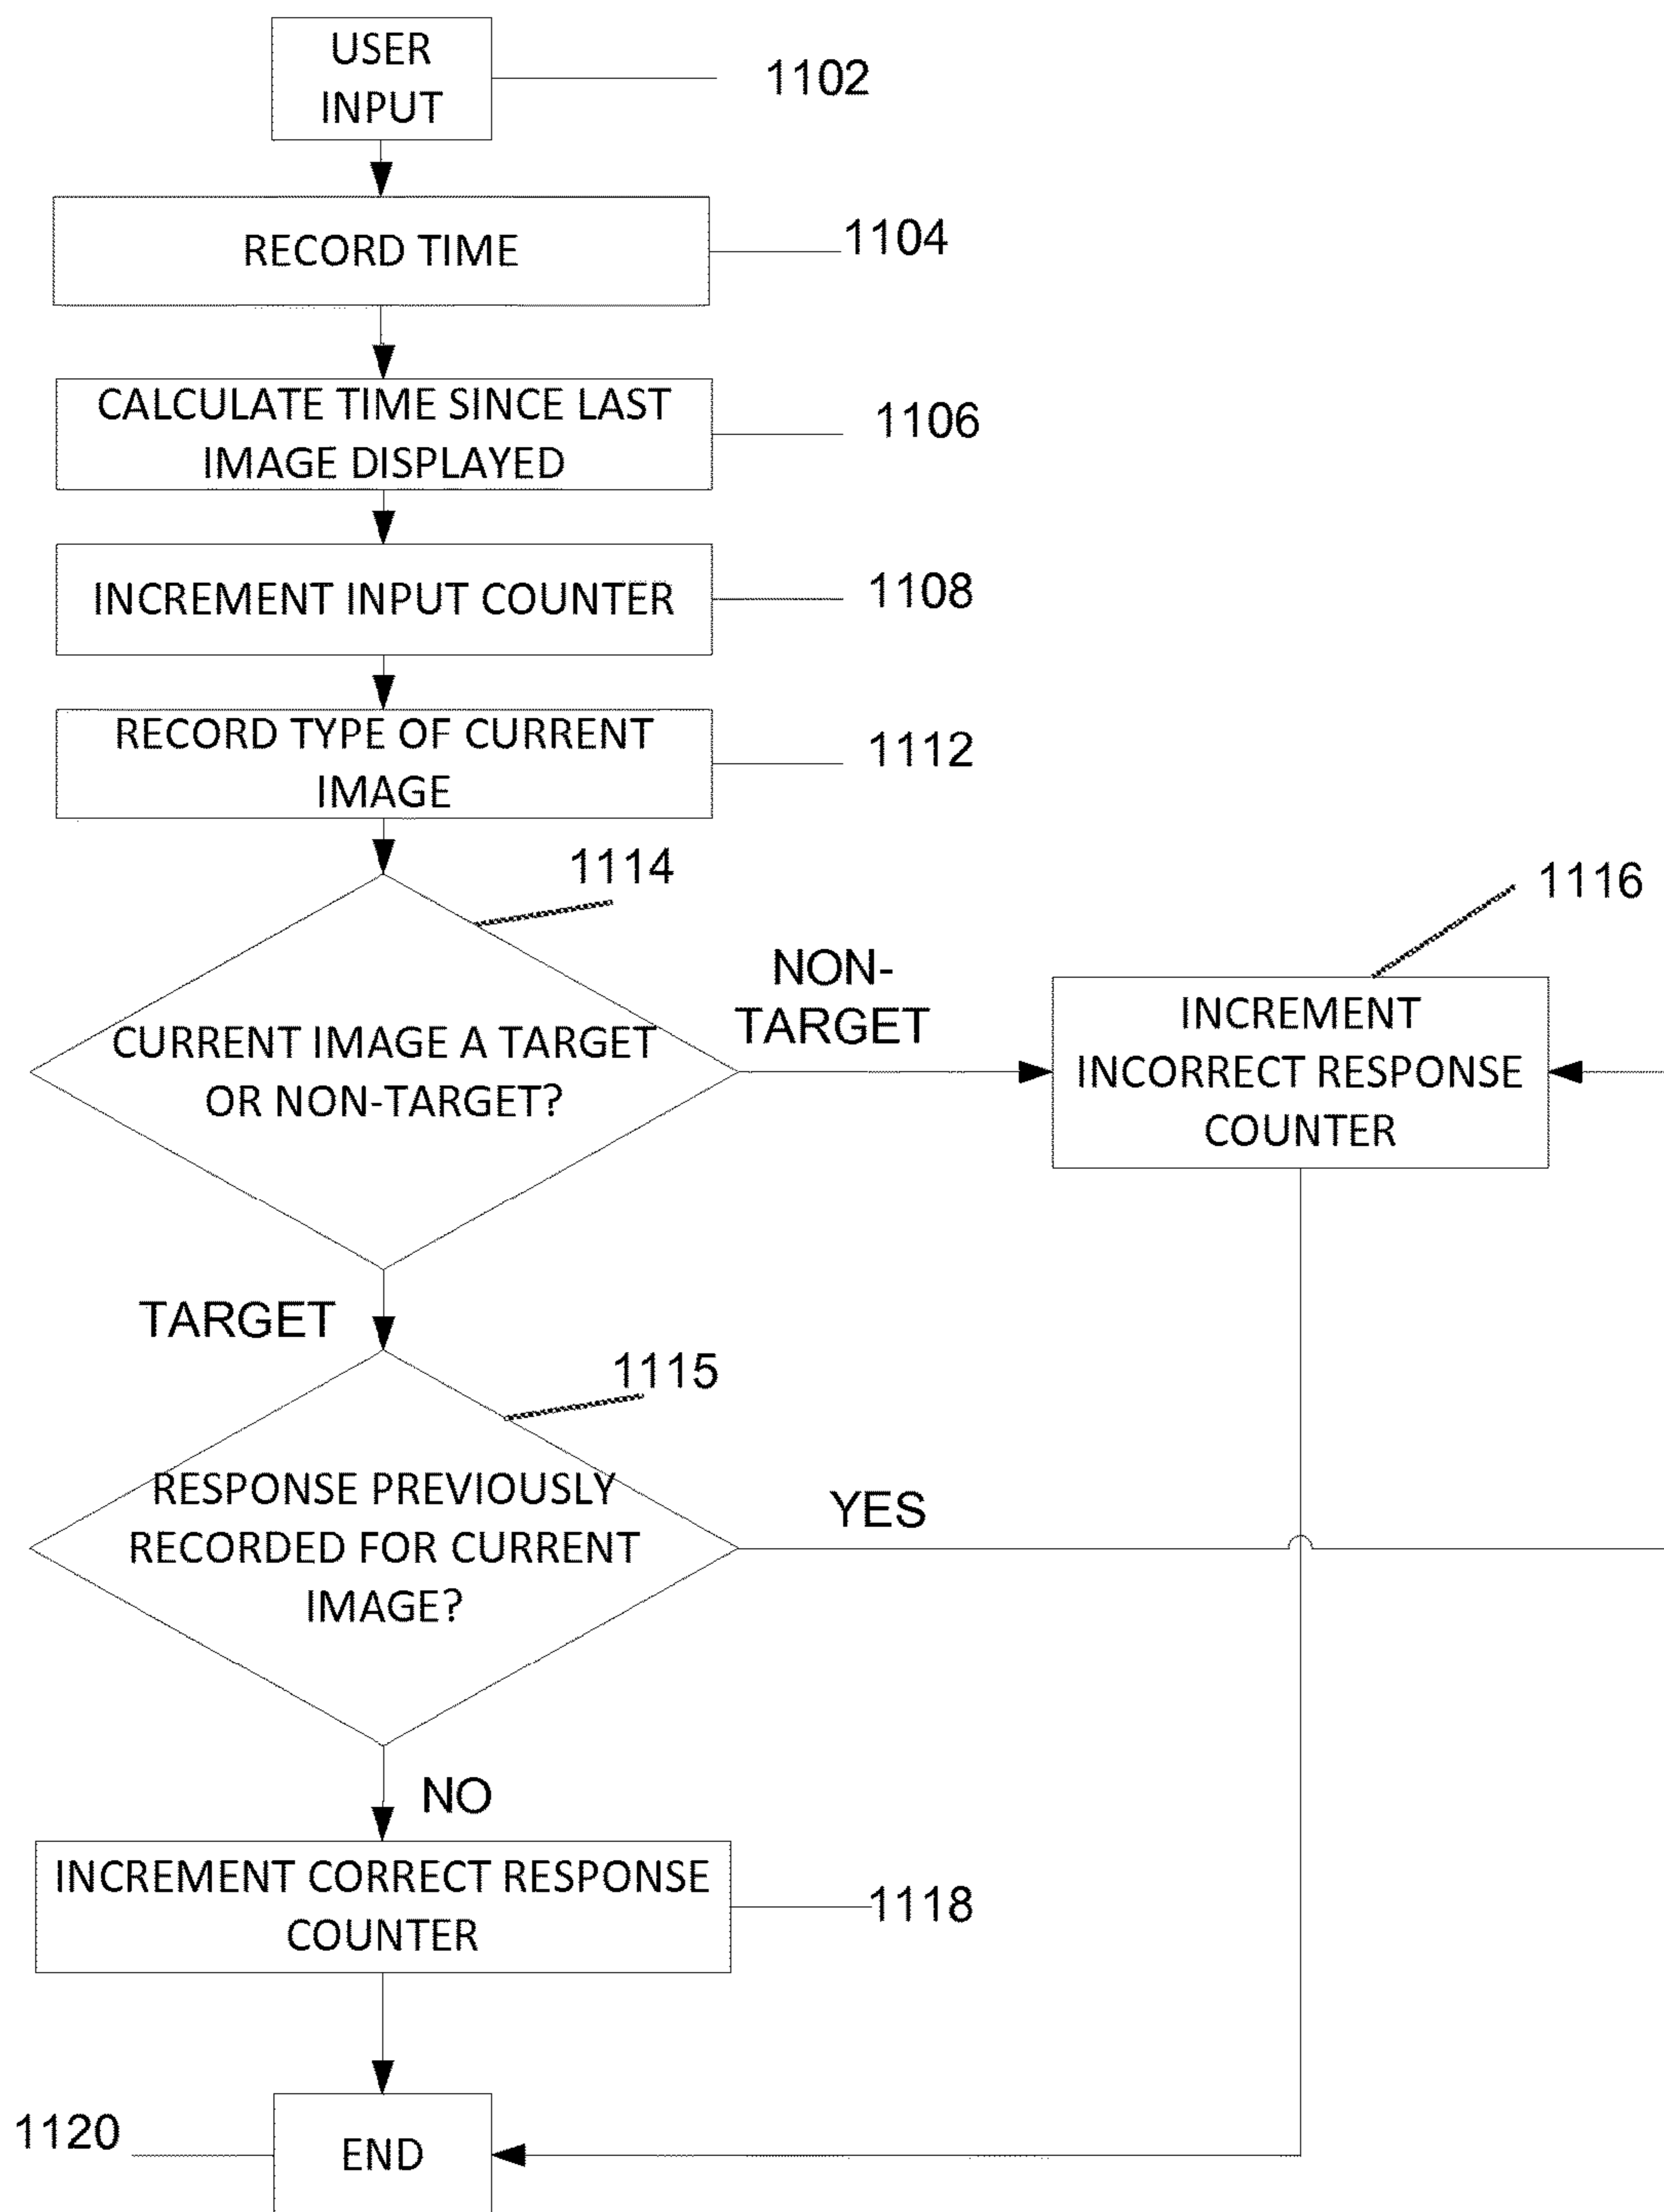 USER
INPUT
1102
RECORD TIME
1104
CALCULATE TIME SINCE LAST
IMAGE DISPLAYED
1106
INCREMENT INPUT COUNTER
1108
RECORD TYPE OF CURRENT
IMAGE
1112
1114
CURRENT IMAGE A TARGET
OR NON-TARGET?
NON-
TARGET
1116
INCREMENT
INCORRECT RESPONSE
COUNTER
TARGET
1115
RESPONSE PREVIOUSLY
RECORDED FOR CURRENT
IMAGE?
YES
NO
INCREMENT CORRECT RESPONSE
COUNTER
1118
1120
END